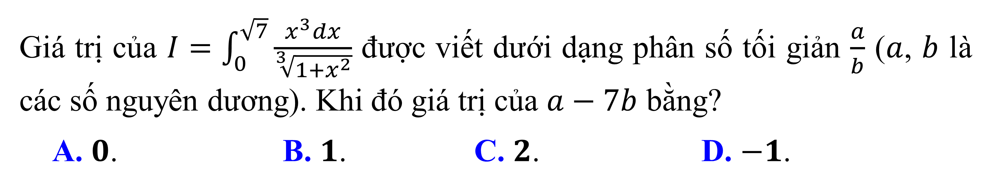 Giá trị của $I = \int_0^{\sqrt{7}} \frac{x^3 dx}{\sqrt[3]{1+x^2}}$ được viết dưới dạng phân số tối giản $\frac{a}{b}$ ($a$, $b$ là
các số nguyên dương). Khi đó giá trị của $a - 7b$ bằng?
A. 0. B. 1. C. 2. D. −1.